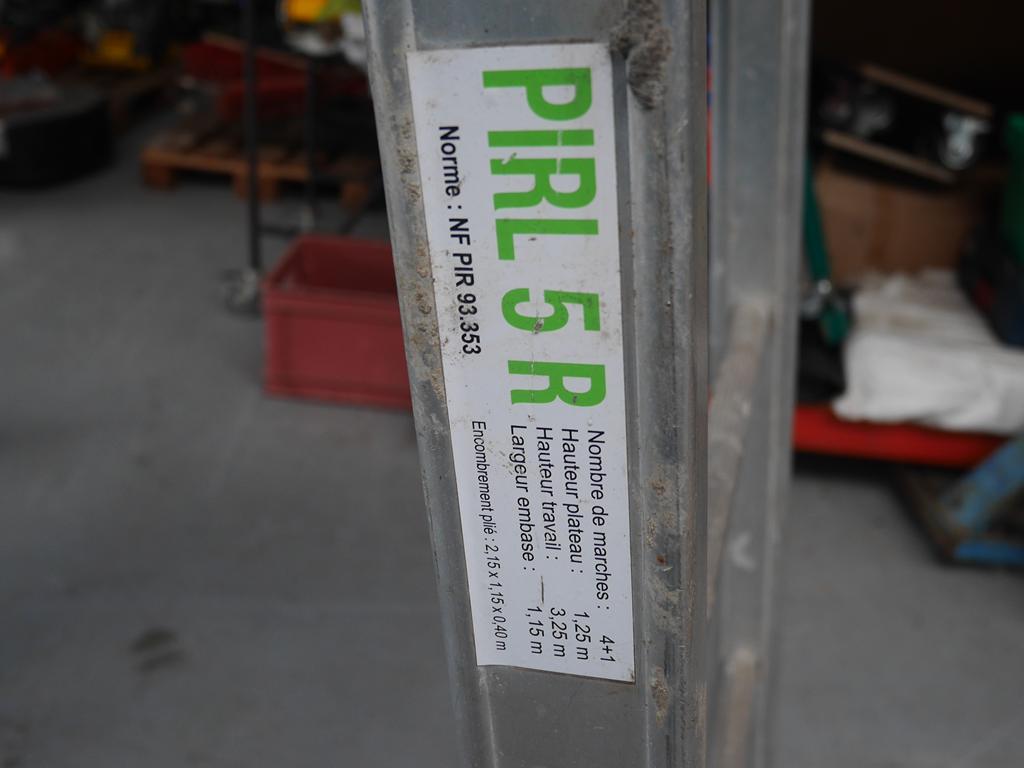 PIRL 5 R
Norme : NF PIR 93.353
Nombre de marches : 4+1
Hauteur plateau : 1,25 m
Hauteur travail : 3,25 m
Largeur embase : 1,15 m
Encombrement plié : 2,15 x 1,15 x 0,40 m